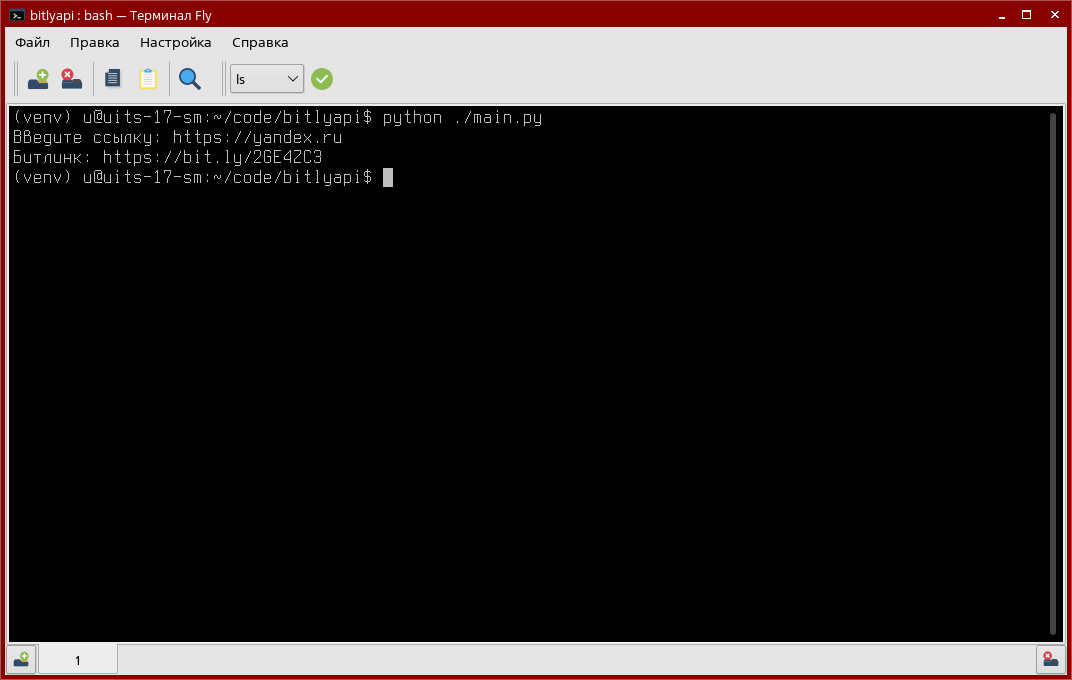 bitlyapi : bash — Терминал Fly
Файл Правка Настройка Справка
ls
(venv) u@uits-17-sm:~/code/bitlyapi$ python ./main.py
Введите ссылку: https://yandex.ru
Битлинк: https://bit.ly/2GE4ZC3
(venv) u@uits-17-sm:~/code/bitlyapi$
1